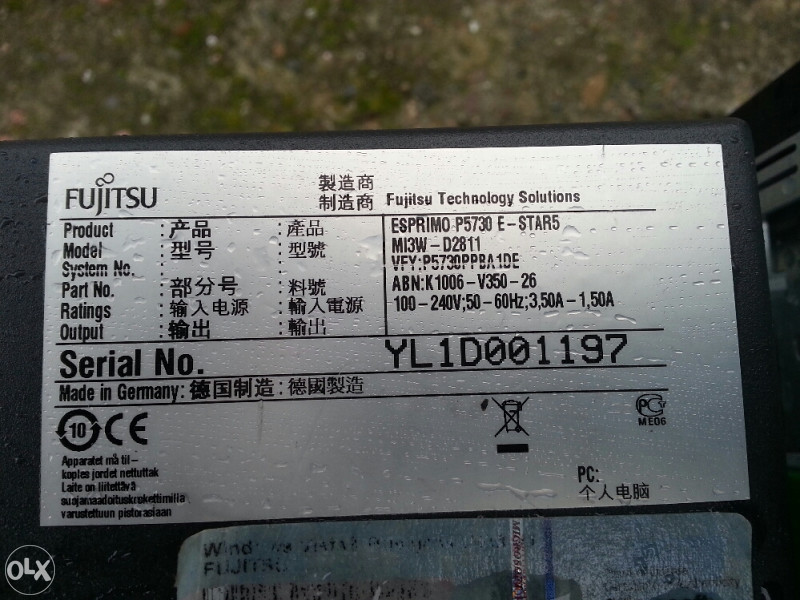 FUJITSU
製造商
制造商 Fujitsu Technology Solutions
Product : 产品 : 產品 ESPRIMO P5730 E-STAR5
Model : 型号 : 型號 MI3W-D2811
System No. VFY:P5730PPBA1DE
Part No. : 部分号 : 料號 ABN:K1006-V350-26
Ratings : 输入电源 : 輸入電源 100-240V;50-60Hz;3,50A-1,50A
Output : 输出 : 輸出
Serial No. YL1D001197
Made in Germany: 德国制造: 德國製造
10 CE
PC
ME06
Apparatet må til-
koples jordet nettuttak
Laite on liitettävä
suojamaadoituskoskettimilla
varustettuun pistorasiaan
PC:
个人电脑
FUJITSU
OLX